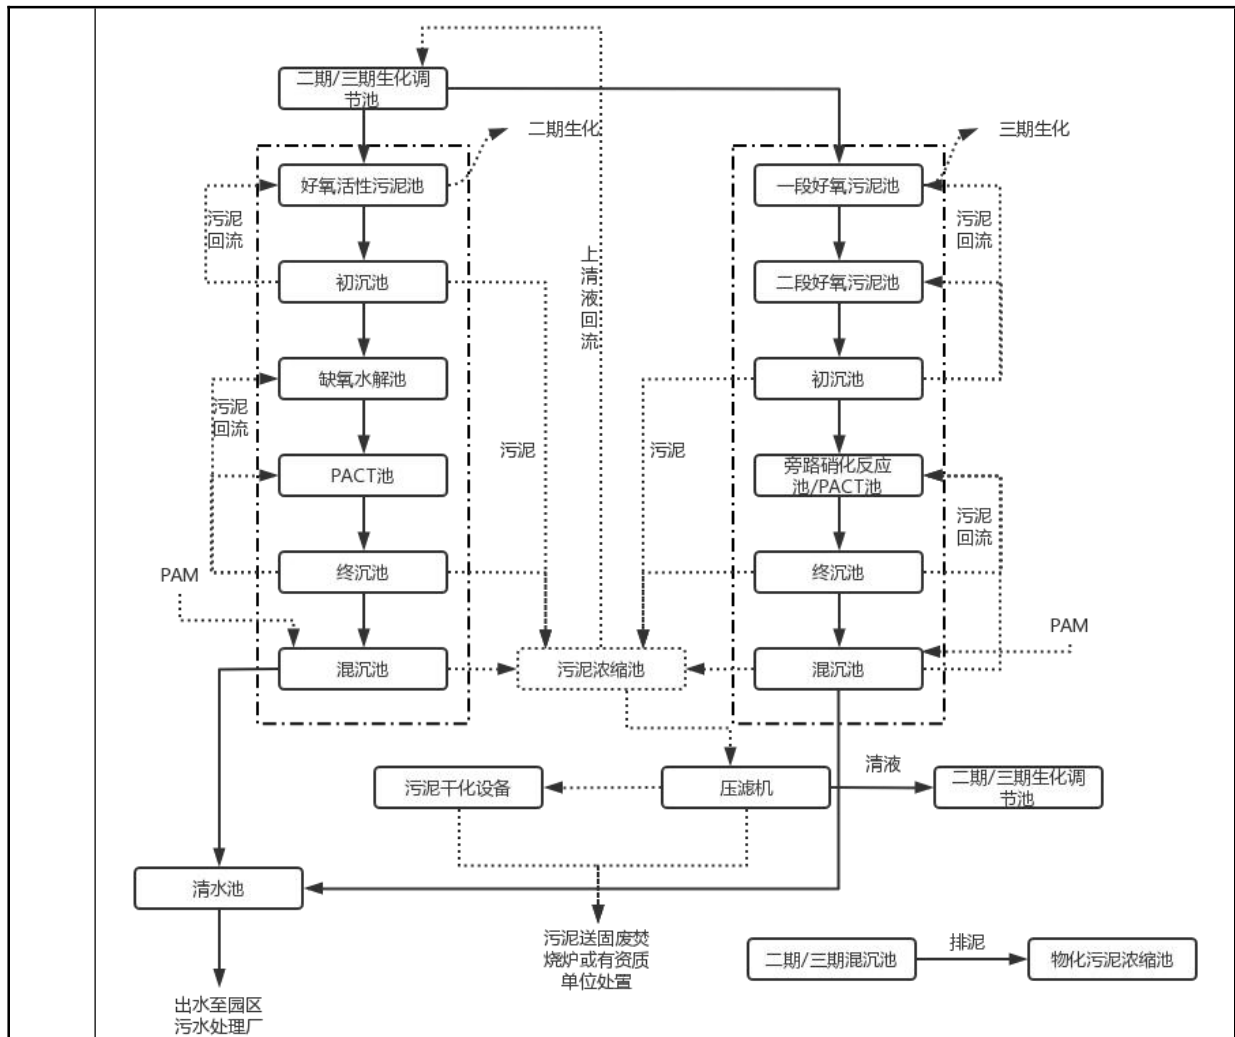 二期/三期生化调
节池
二期生化
三期生化
好氧活性污泥池
一段好氧污泥池
污泥
回流
污泥
回流
上
清
液
回
流
初沉池
二段好氧污泥池
缺氧水解池
初沉池
污泥
回流
污泥
污泥
PACT池
旁路硝化反应
池/PACT池
污泥
回流
PAM
终沉池
终沉池
PAM
混沉池
污泥浓缩池
混沉池
清液
污泥干化设备
压滤机
二期/三期生化调
节池
清水池
污泥送固废焚
烧炉或有资质
单位处置
二期/三期混沉池
排泥
物化污泥浓缩池
出水至园区
污水处理厂